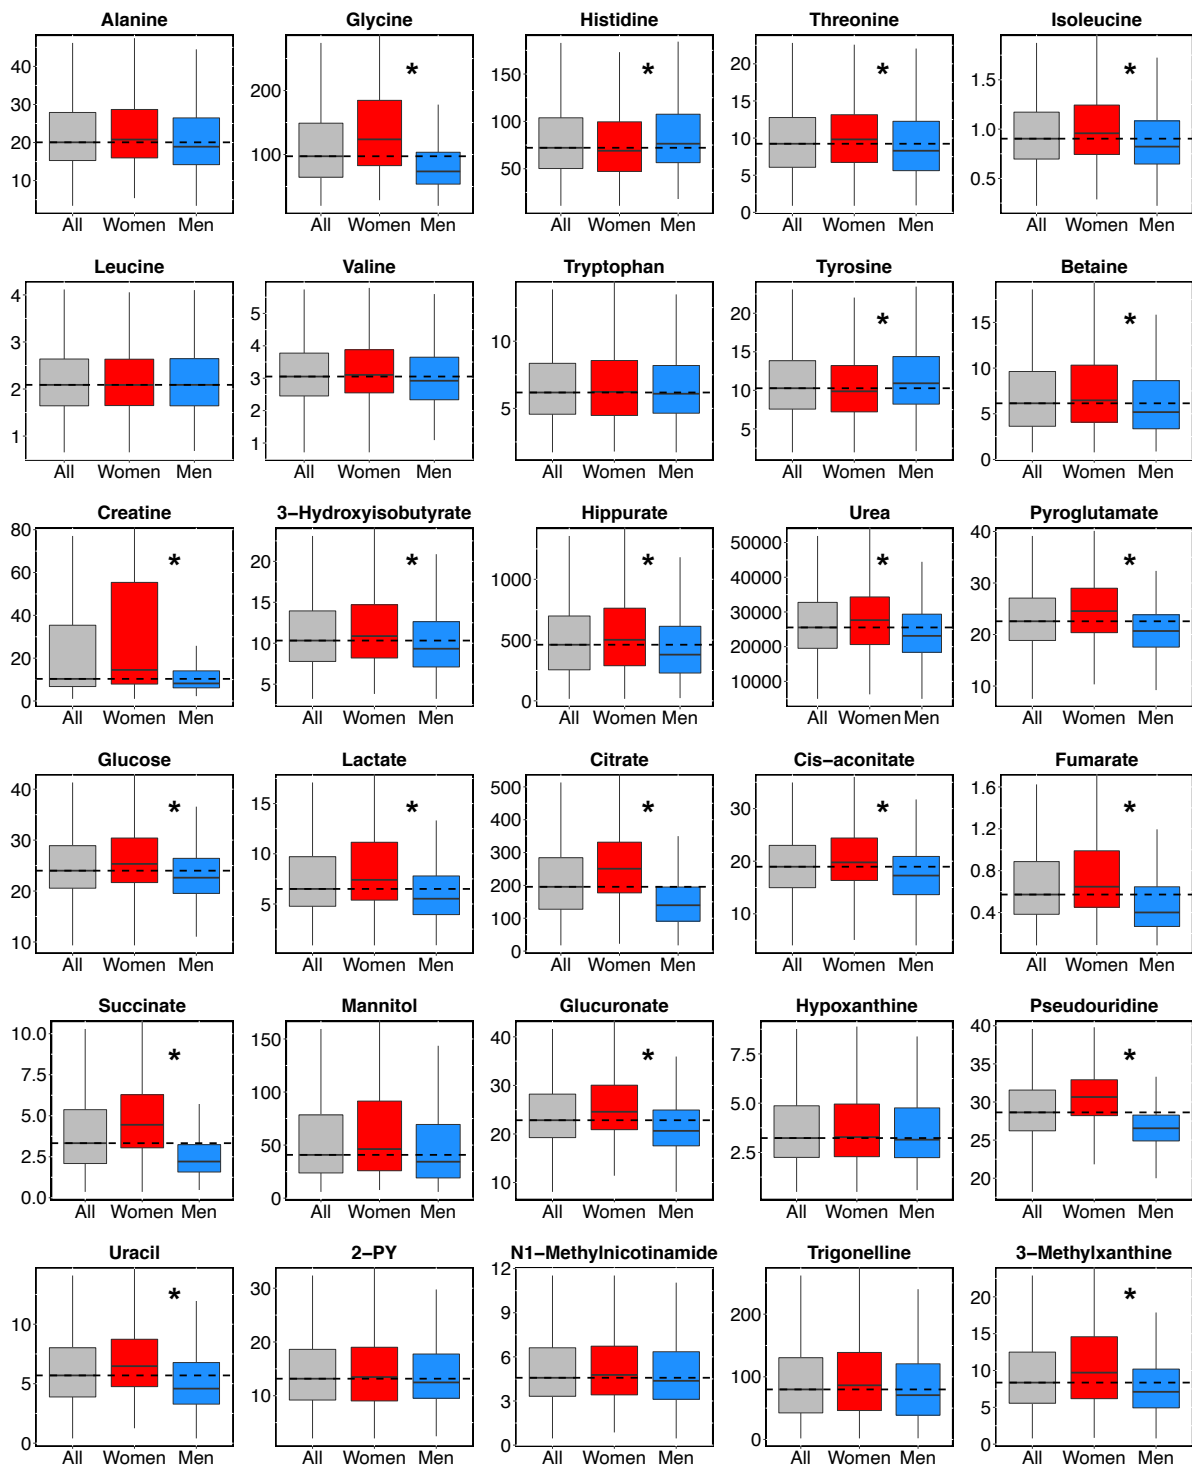 Alanine
Glycine
Histidine
Threonine
Isoleucine
40
30
20
10
200
100
150
100
50
20
15
10
5
0
1.5
1.0
0.5
*
*
*
*
All Women Men
All Women Men
All Women Men
All Women Men
All Women Men
Leucine
Valine
Tryptophan
Tyrosine
Betaine
4
3
2
1
5
4
3
2
1
10
5
20
15
10
5
15
10
5
0
*
*
All Women Men
All Women Men
All Women Men
All Women Men
All Women Men
Creatine
3−Hydroxyisobutyrate
Hippurate
Urea
Pyroglutamate
80
60
40
20
0
20
15
10
5
1000
500
0
50000
40000
30000
20000
10000
40
30
20
10
*
*
*
*
*
All Women Men
All Women Men
All Women Men
All Women Men
All Women Men
Glucose
Lactate
Citrate
Cis−aconitate
Fumarate
40
30
20
10
15
10
5
500
400
300
200
100
0
30
20
10
1.6
1.2
0.8
0.4
*
*
*
*
*
All Women Men
All Women Men
All Women Men
All Women Men
All Women Men
Succinate
Mannitol
Glucuronate
Hypoxanthine
Pseudouridine
10.0
7.5
5.0
2.5
0.0
150
100
50
0
40
30
20
10
7.5
5.0
2.5
40
35
30
25
20
*
*
*
All Women Men
All Women Men
All Women Men
All Women Men
All Women Men
Uracil
2−PY
N1−Methylnicotinamide
Trigonelline
3−Methylxanthine
10
5
0
30
20
10
12
9
6
3
0
200
100
0
20
15
10
5
0
*
*
All Women Men
All Women Men
All Women Men
All Women Men
All Women Men